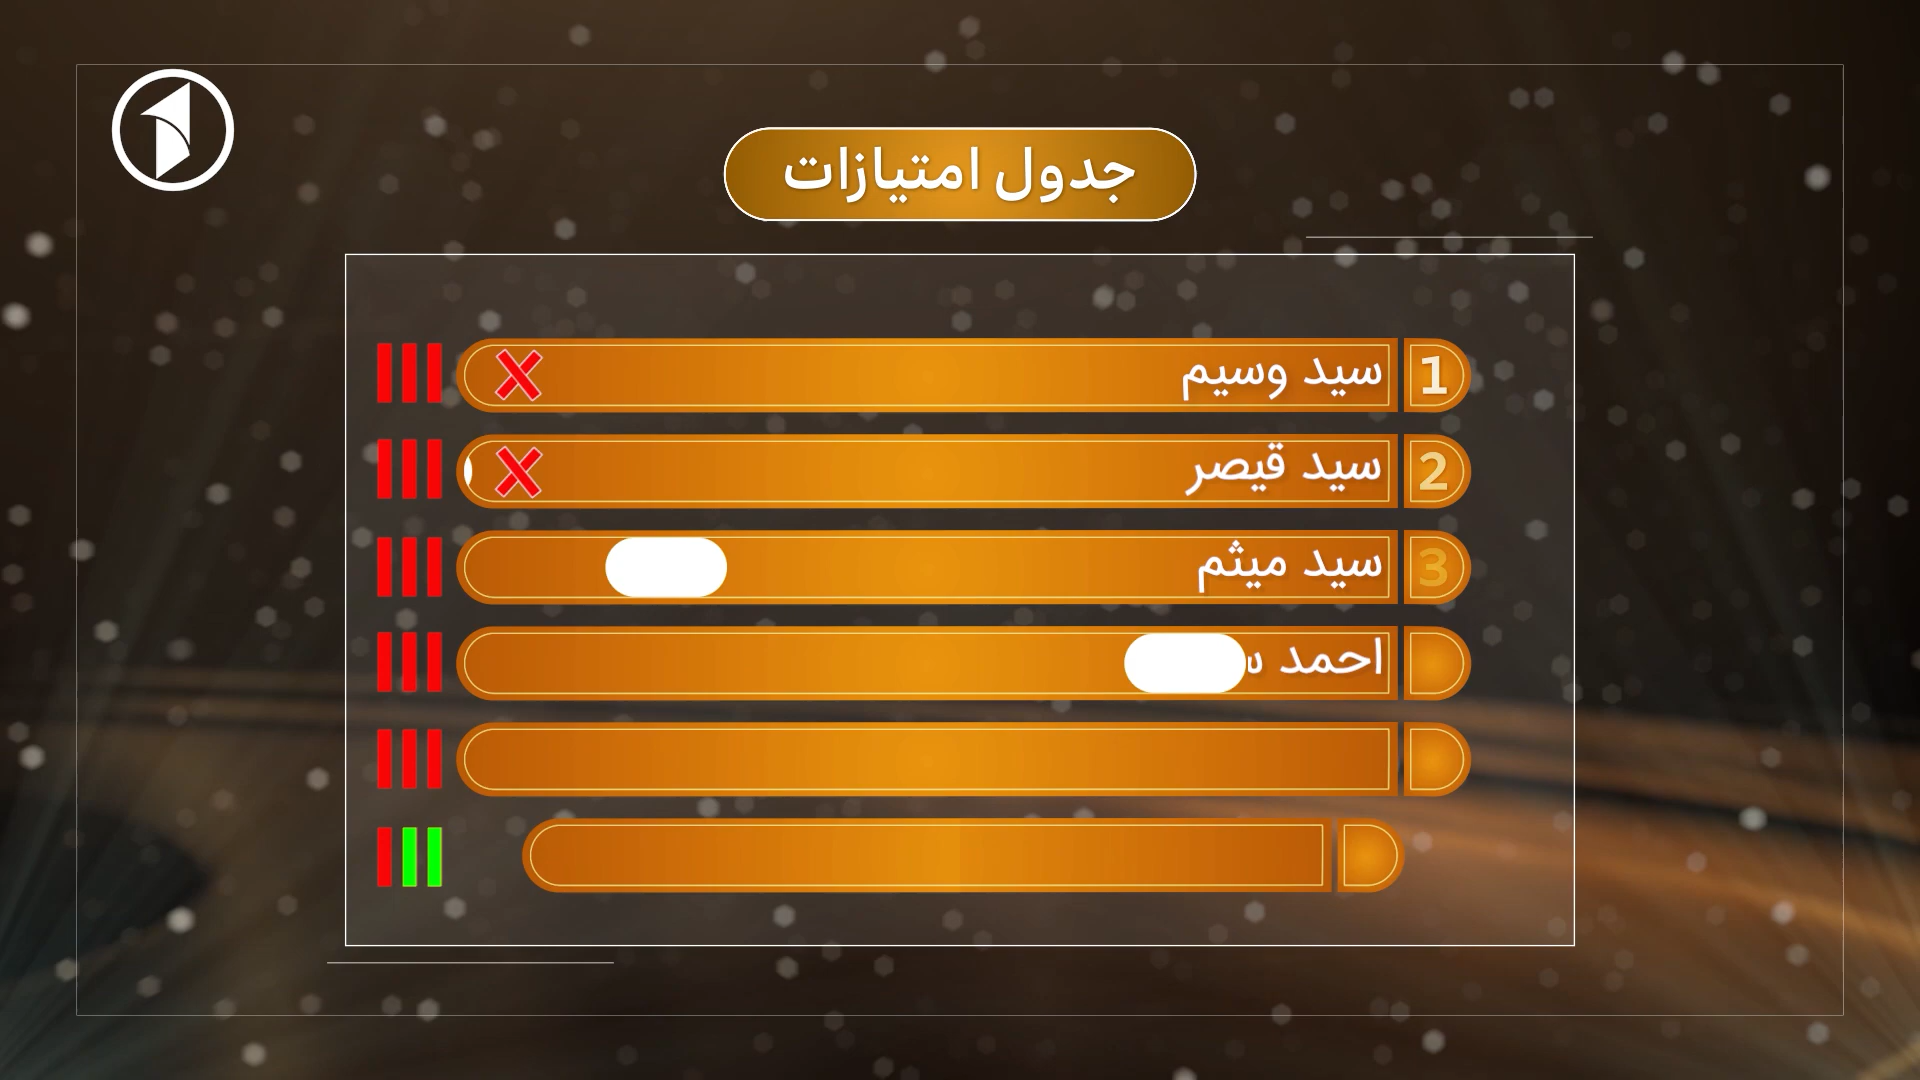 جدول امتیازات
1 سید وسیم
2 سید قیصر
3 سید میثم
احمد